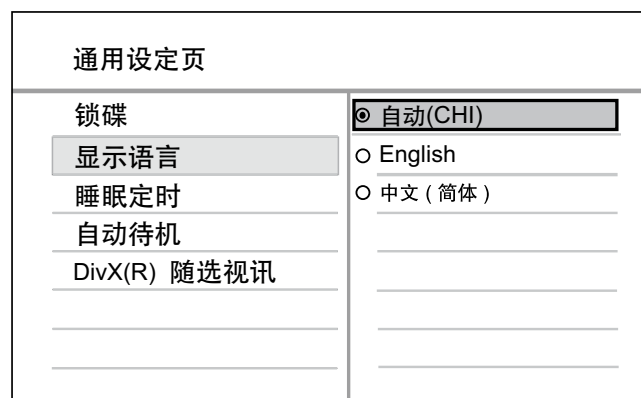 通用设定页
锁碟
显示语言
睡眠定时
自动待机
DivX(R) 随选视讯
自动(CHI)
English
中文 ( 简体 )